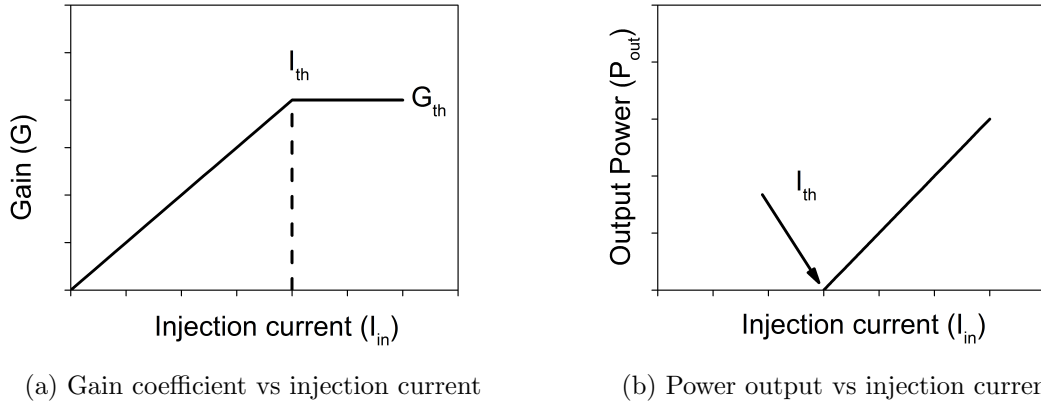 Gain (G)
I_th
G_th
Injection current (I_in)
(a) Gain coefficient vs injection current
Output Power (P_out)
I_th
Injection current (I_in)
(b) Power output vs injection